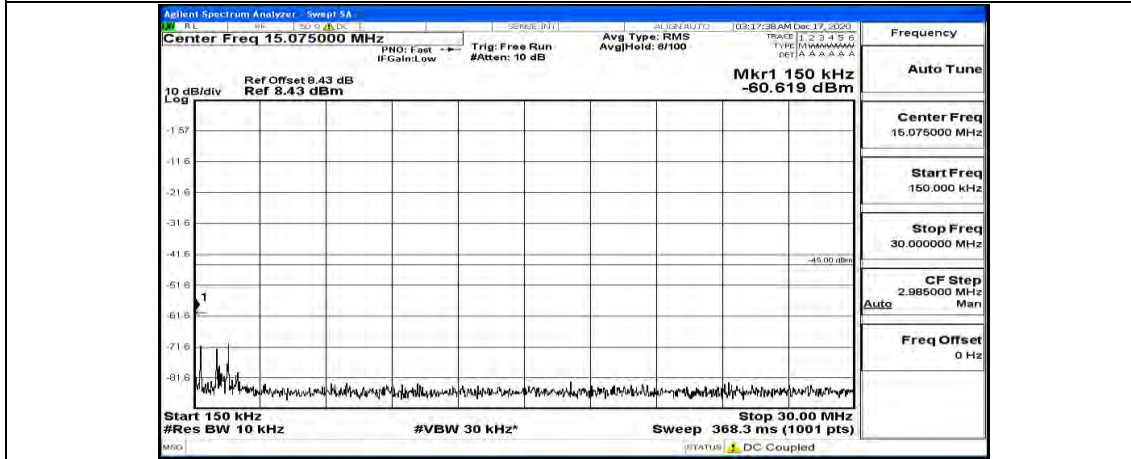 Agilent Spectrum Analyzer - Swept SA
RL RF 50 Ω DC SENSE:INT ALIGN AUTO 03:17:38 AM Dec 17, 2020
Center Freq 15.075000 MHz
PNO: Fast
IFGain:Low
Trig: Free Run
#Atten: 10 dB
Avg Type: RMS
Avg|Hold: 8/100
TRACE 1 2 3 4 5 6
TYPE M
DET A A A A A A
Ref Offset 8.43 dB
10 dB/div Ref 8.43 dBm
Log
Mkr1 150 kHz
-60.619 dBm
-1.57
-11.6
-21.6
-31.6
-41.6
-45.00 dBm
-51.6
1
-61.6
-71.6
-81.6
Start 150 kHz
Stop 30.00 MHz
#Res BW 10 kHz
#VBW 30 kHz*
Sweep 368.3 ms (1001 pts)
MSG
STATUS
DC Coupled
Frequency
Auto Tune
Center Freq
15.075000 MHz
Start Freq
150.000 kHz
Stop Freq
30.000000 MHz
CF Step
2.985000 MHz
Auto Man
Freq Offset
0 Hz